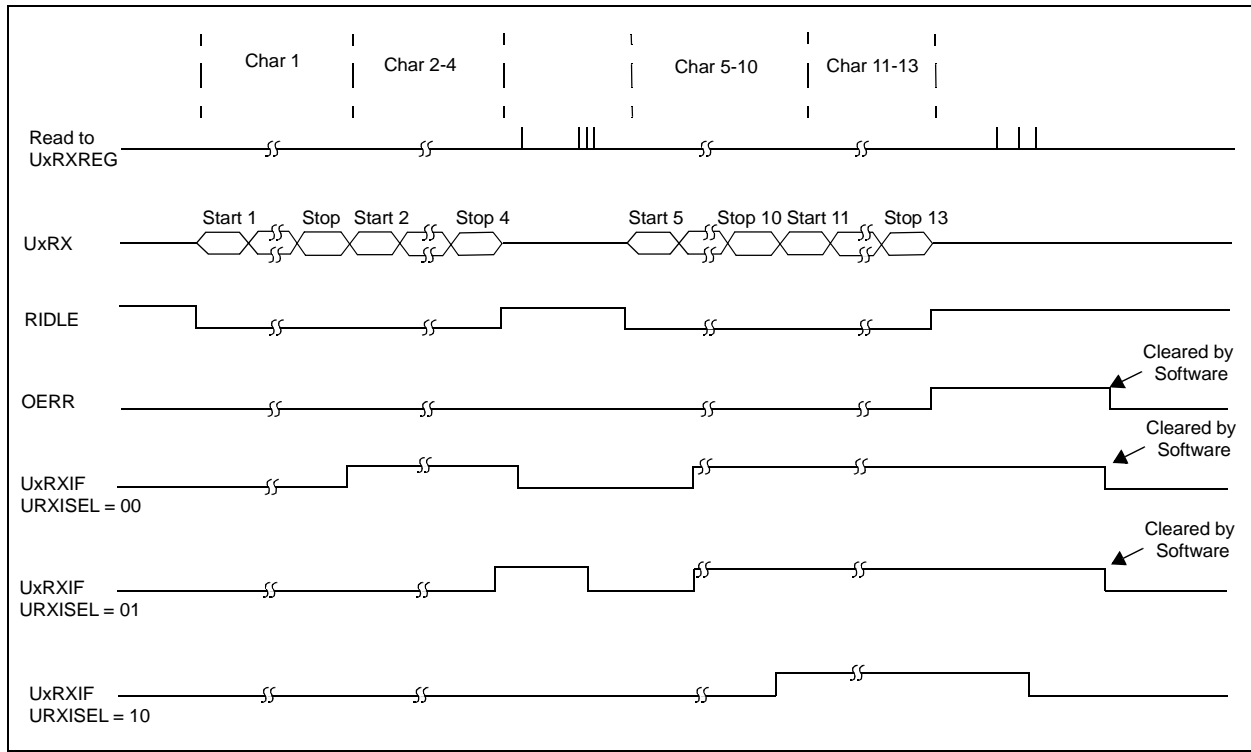 Char 1
Char 2-4
Char 5-10
Char 11-13
Read to
UxRXREG
Start 1
Stop
Start 2
Stop 4
Start 5
Stop 10
Start 11
Stop 13
UxRX
RIDLE
Cleared by
Software
OERR
Cleared by
Software
UxRXIF
URXISEL = 00
Cleared by
Software
UxRXIF
URXISEL = 01
UxRXIF
URXISEL = 10